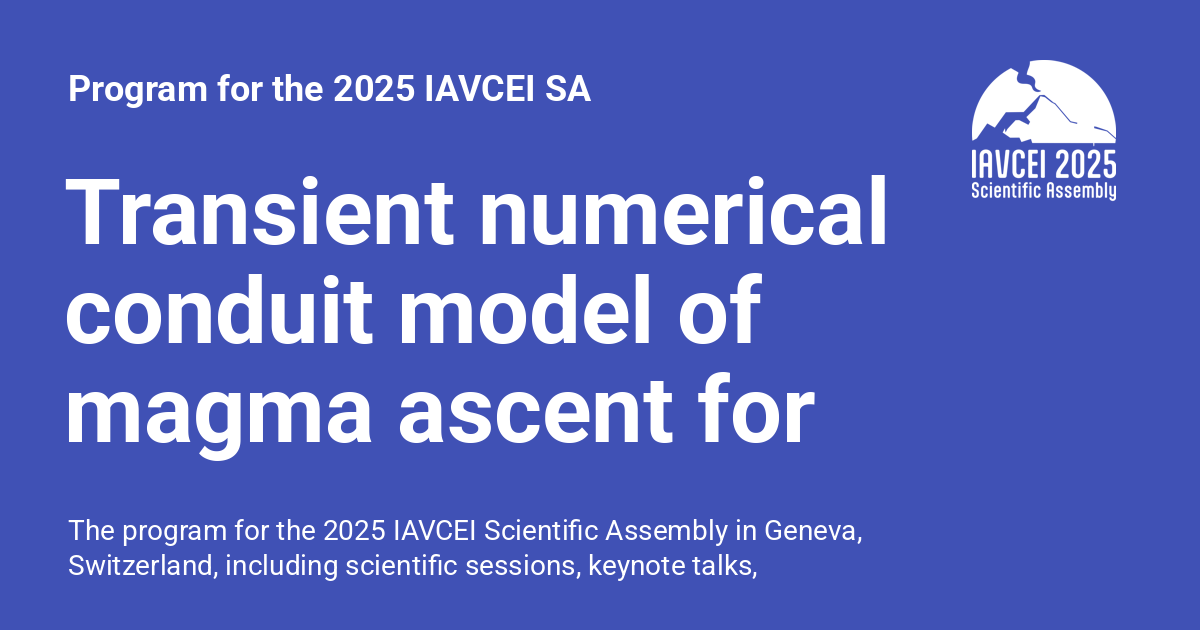 Program for the 2025 IAVCEI SA
IAVCEI 2025
Scientific Assembly
Transient numerical
conduit model of
magma ascent for
The program for the 2025 IAVCEI Scientific Assembly in Geneva,
Switzerland, including scientific sessions, keynote talks,